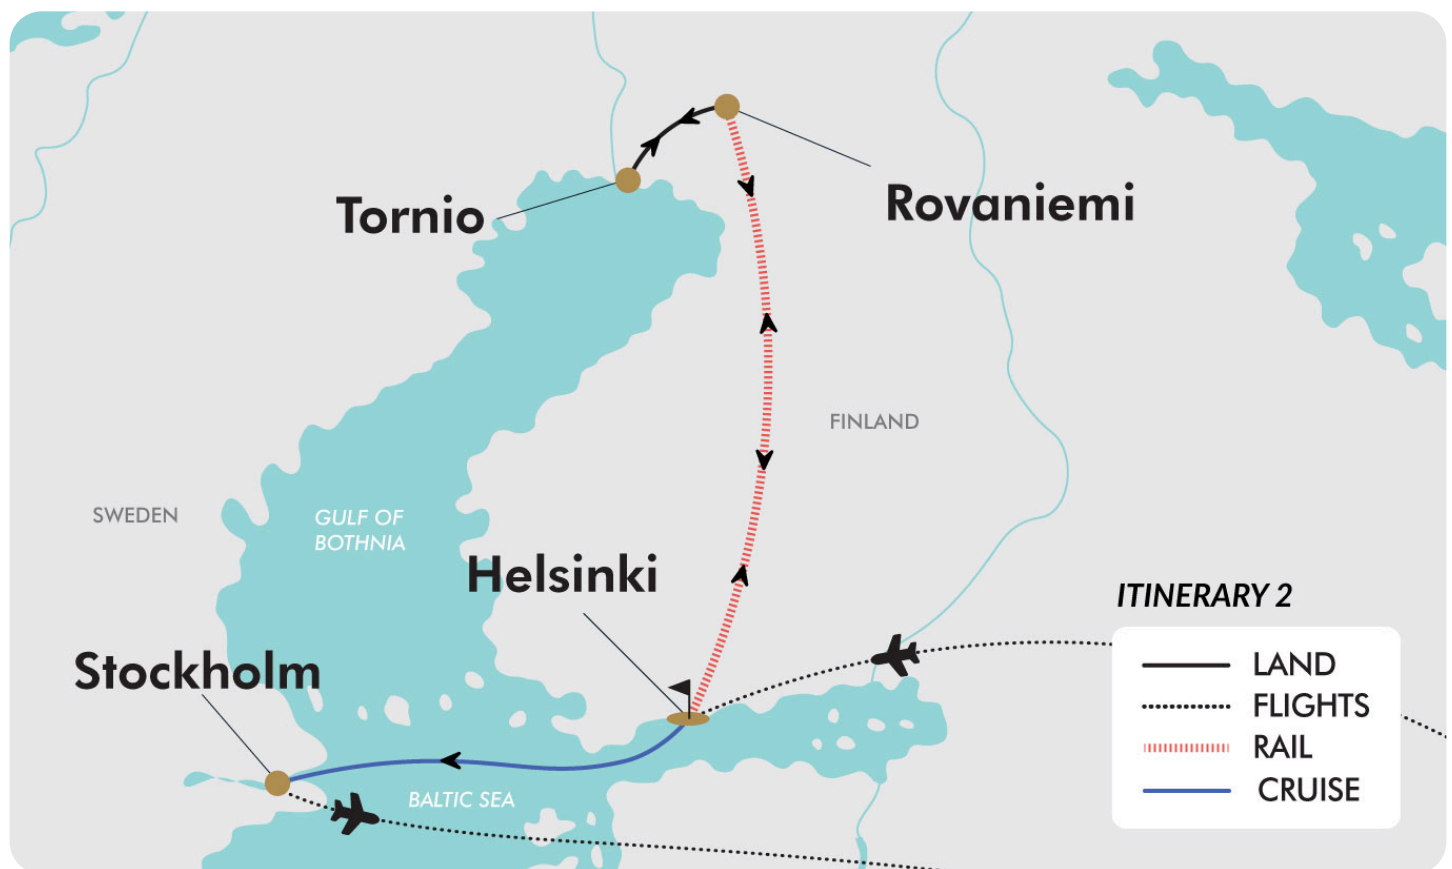 Tornio
Rovaniemi
FINLAND
SWEDEN
GULF OF
BOTHNIA
Helsinki
Stockholm
BALTIC SEA
ITINERARY 2
LAND
FLIGHTS
RAIL
CRUISE